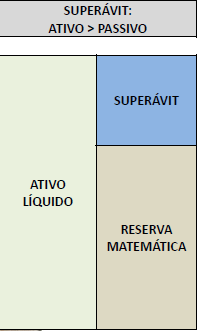 SUPERÁVIT:
ATIVO > PASSIVO
SUPERÁVIT
ATIVO
LÍQUIDO
RESERVA
MATEMÁTICA